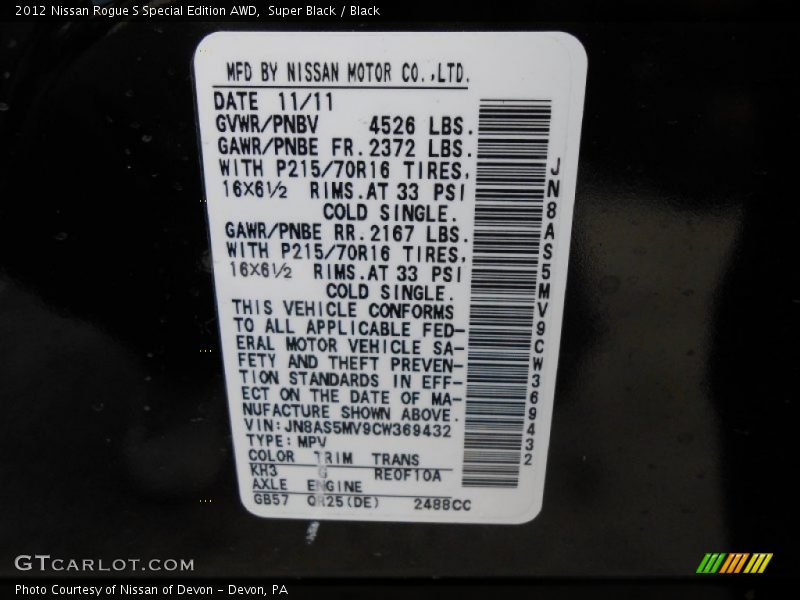 2012 Nissan Rogue S Special Edition AWD,  Super Black / Black
MFD BY NISSAN MOTOR CO.,LTD.
DATE 11/11
GVWR/PNBV 4526 LBS.
GAWR/PNBE FR. 2372 LBS.
WITH P215/70R16 TIRES,
16X6½ RIMS. AT 33 PSI
COLD SINGLE.
GAWR/PNBE RR. 2167 LBS.
WITH P215/70R16 TIRES,
16X6½ RIMS. AT 33 PSI
COLD SINGLE.
THIS VEHICLE CONFORMS
TO ALL APPLICABLE FED-
ERAL MOTOR VEHICLE SA-
FETY AND THEFT PREVEN-
TION STANDARDS IN EFF-
ECT ON THE DATE OF MA-
NUFACTURE SHOWN ABOVE.
VIN: JN8AS5MV9CW369432
TYPE: MPV
COLOR TRIM TRANS
KH3 G RE0F10A
AXLE ENGINE
GB57 QR25(DE) 2488CC
JN8AS5MV9CW369432
GTCARLOT.COM
Photo Courtesy of Nissan of Devon – Devon, PA